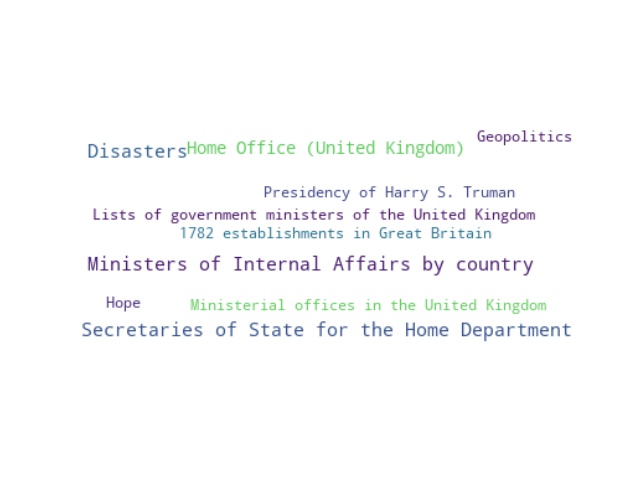 Geopolitics
Disasters
Home Office (United Kingdom)
Presidency of Harry S. Truman
Lists of government ministers of the United Kingdom
1782 establishments in Great Britain
Ministers of Internal Affairs by country
Hope
Ministerial offices in the United Kingdom
Secretaries of State for the Home Department